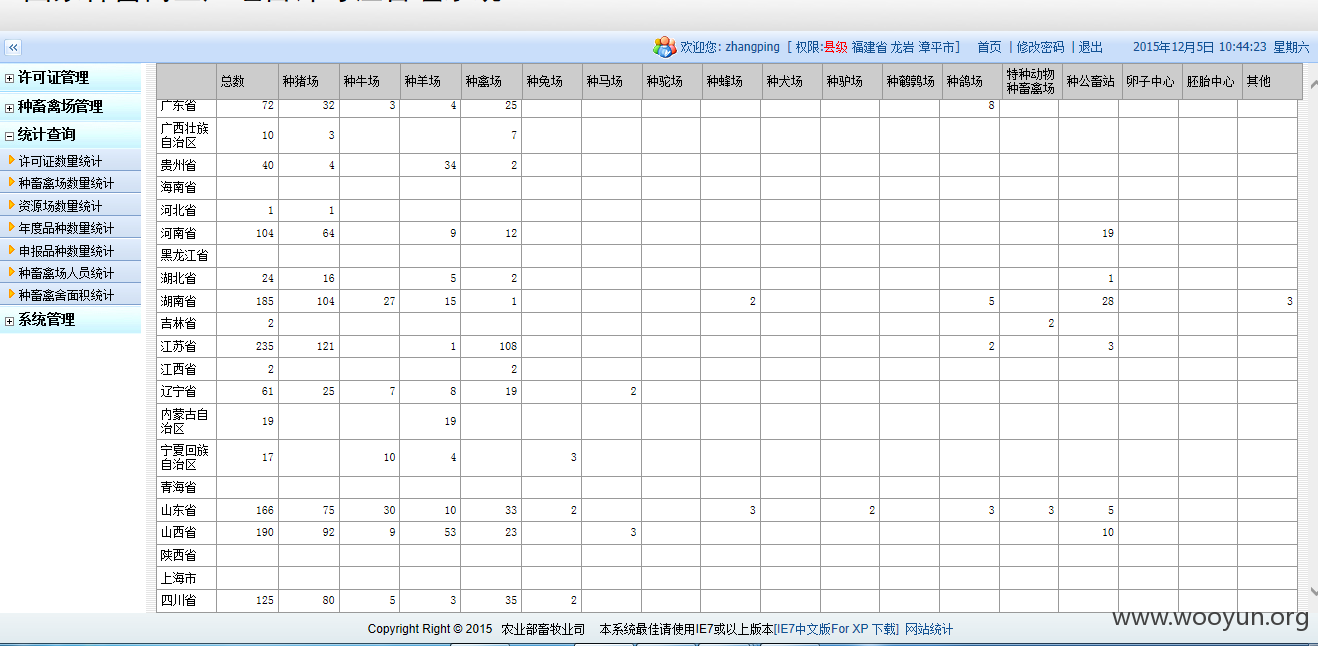 «
欢迎您: zhangping [ 权限:县级 福建省 龙岩 漳平市] 首页 |修改密码 |退出 2015年12月5日 10:44:23 星期六
许可证管理
种畜禽场管理
统计查询
许可证数量统计
种畜禽场数量统计
资源场数量统计
年度品种数量统计
申报品种数量统计
种畜禽场人员统计
种畜禽舍面积统计
系统管理
总数 种猪场 种牛场 种羊场 种禽场 种兔场 种马场 种驼场 种蜂场 种犬场 种驴场 种鹌鹑场 种鸽场 特种动物种畜禽场 种公畜站 卵子中心 胚胎中心 其他
广东省 72 32 3 4 25 8
广西壮族
自治区 10 3 7
贵州省 40 4 34 2
海南省
河北省 1 1
河南省 104 64 9 12 19
黑龙江省
湖北省 24 16 5 2 1
湖南省 185 104 27 15 1 2 5 28 3
吉林省 2 2
江苏省 235 121 1 108 2 3
江西省 2 2
辽宁省 61 25 7 8 19 2
内蒙古自
治区 19 19
宁夏回族
自治区 17 10 4 3
青海省
山东省 166 75 30 10 33 2 3 2 3 3 5
山西省 190 92 9 53 23 3 10
陕西省
上海市
四川省 125 80 5 3 35 2
Copyright Right © 2015 农业部畜牧业司 本系统最佳请使用IE7或以上版本[IE7中文版For XP 下载] 网站统计
www.wooyun.org